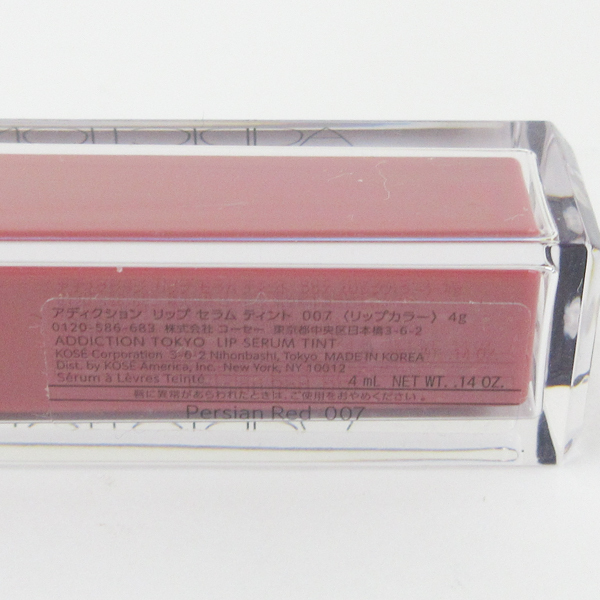 ADDICTION
アディクション リップ セラム ティント 007 〈リップカラー〉 4g
0120-586-683 株式会社 コーセー 東京都中央区日本橋3-6-2
ADDICTION TOKYO LIP SERUM TINT
KOSÉ Corporation 3-6-2 Nihonbashi, Tokyo MADE IN KOREA
Dist. by KOSÉ America, Inc. New York, NY 10012
Sérum à Lèvres Teinté. 4 mL NET WT. .14 OZ.
唇に異常があらわれたときは、ご使用をおやめください。
Persian Red 007